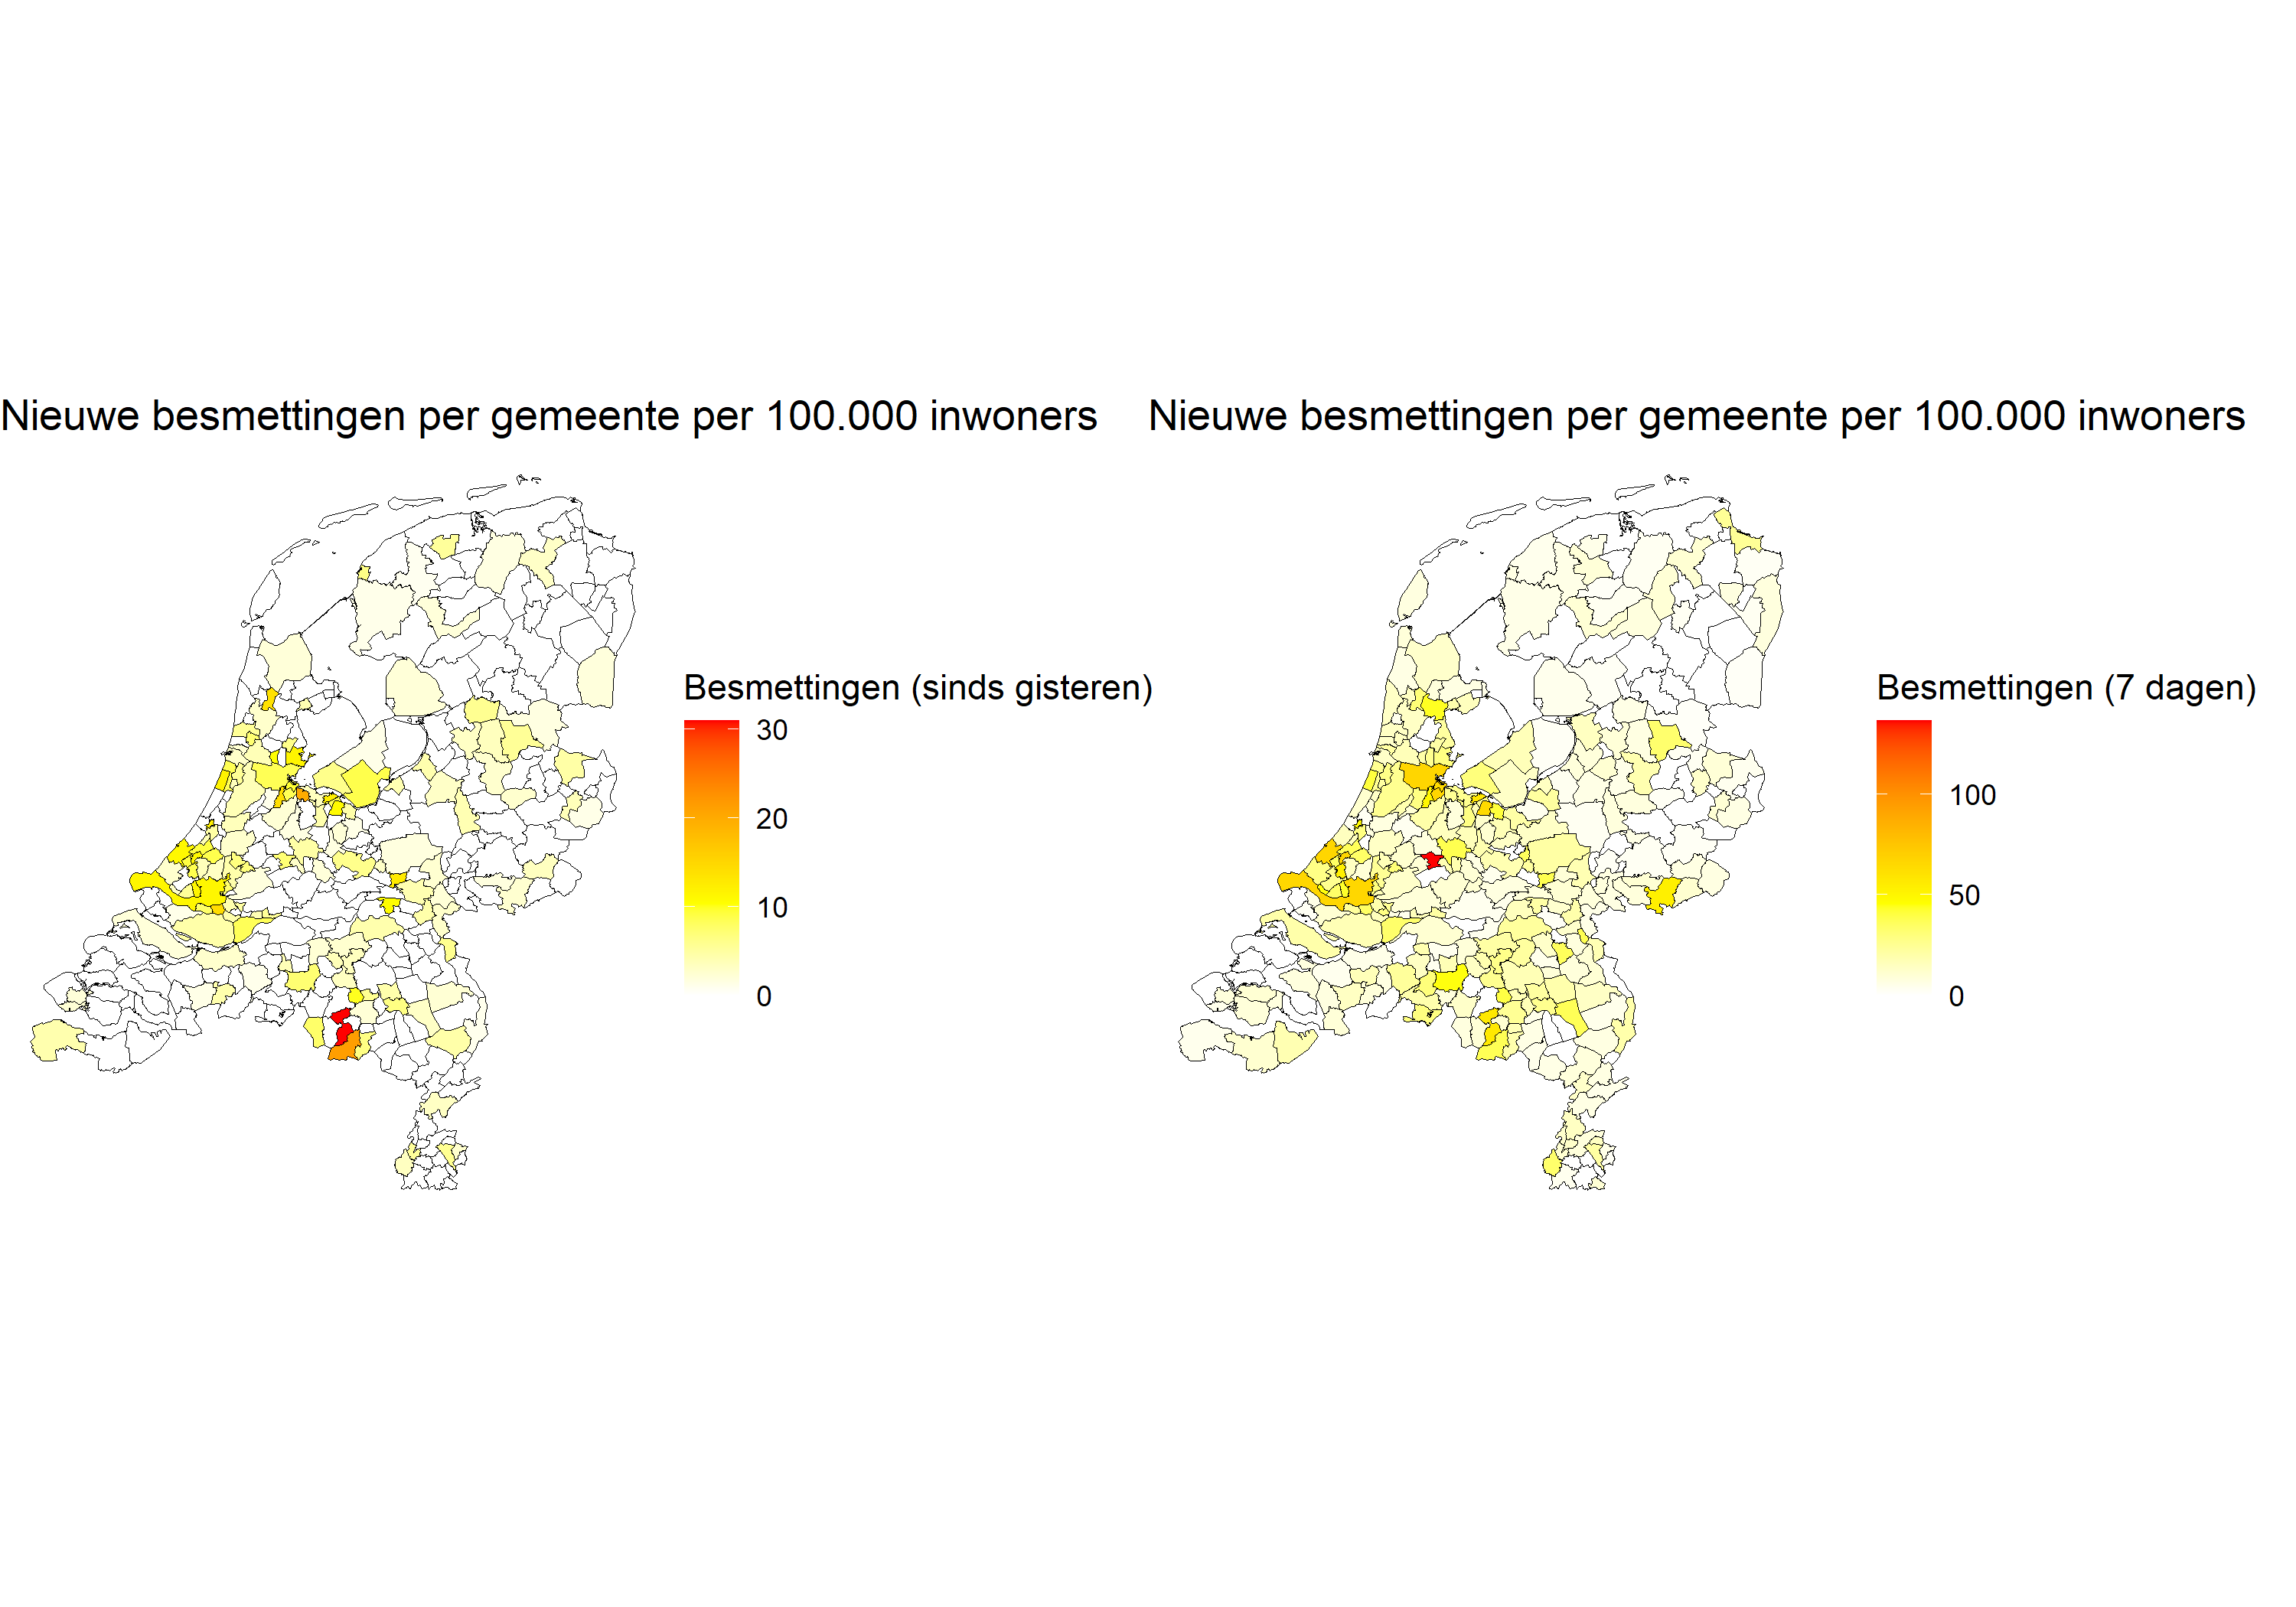 Nieuwe besmettingen per gemeente per 100.000 inwoners
Besmettingen (sinds gisteren)
30
20
10
0
Nieuwe besmettingen per gemeente per 100.000 inwoners
Besmettingen (7 dagen)
100
50
0